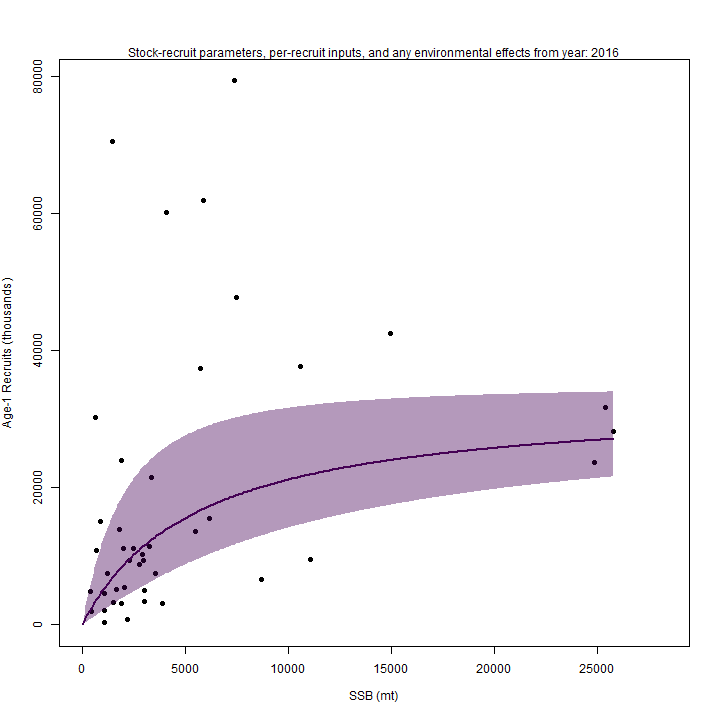 Stock-recruit parameters, per-recruit inputs, and any environmental effects from year: 2016
80000
60000
40000
20000
0
Age-1 Recruits (thousands)
0 5000 10000 15000 20000 25000
SSB (mt)